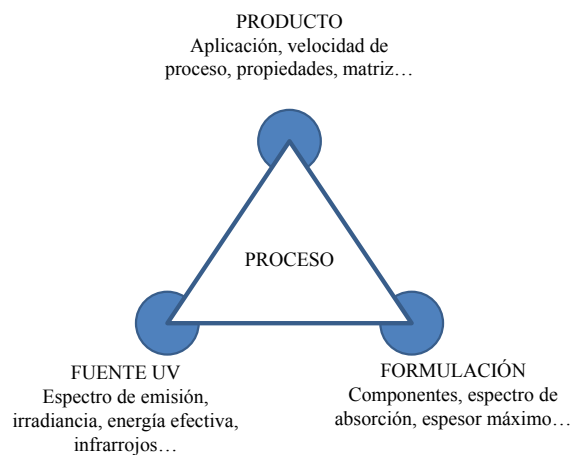 PRODUCTO
Aplicación, velocidad de
proceso, propiedades, matriz…
PROCESO
FUENTE UV
Espectro de emisión,
irradiancia, energía efectiva,
infrarrojos…
FORMULACIÓN
Componentes, espectro de
absorción, espesor máximo…